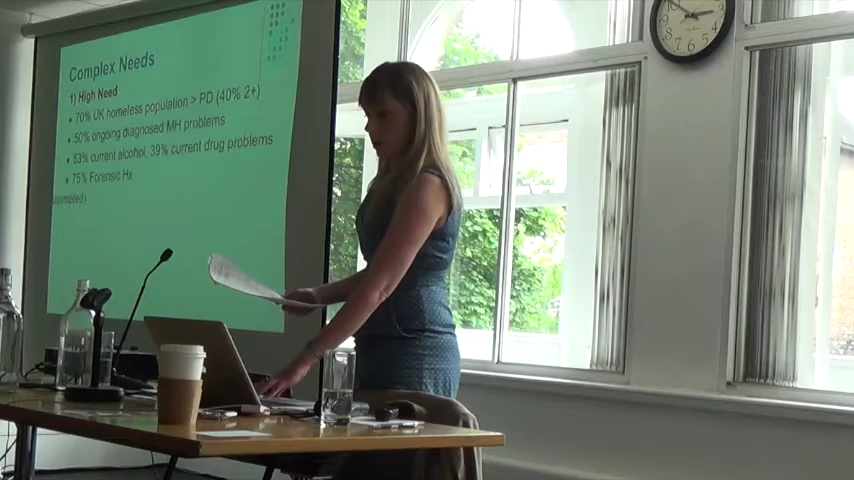 Complex Needs
1) High Need
• 70% UK homeless population > PD (40% 2+)
• 50% ongoing diagnosed MH problems
• 53% current alcohol, 39% current drug problems
• 75% Forensic Hx